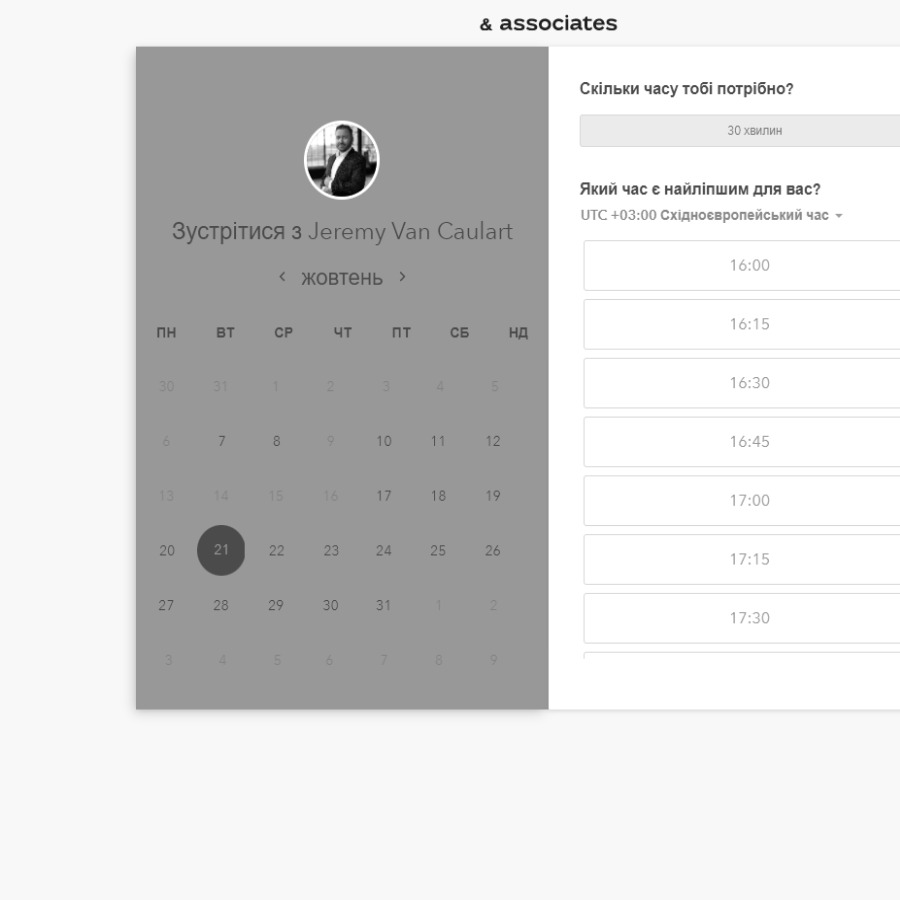 & associates
Зустрітися з Jeremy Van Caulart
жовтень
ПН ВТ СР ЧТ ПТ СБ НД
30 31 1 2 3 4 5
6 7 8 9 10 11 12
13 14 15 16 17 18 19
20 21 22 23 24 25 26
27 28 29 30 31 1 2
3 4 5 6 7 8 9
Скільки часу тобі потрібно?
30 хвилин
Який час є найліпшим для вас?
UTC +03:00 Східноєвропейський час
16:00
16:15
16:30
16:45
17:00
17:15
17:30